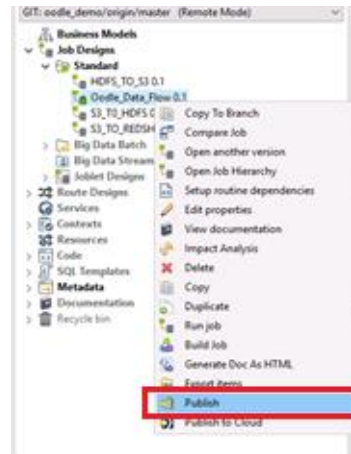 GIT: oodle_demo/origin/master (Remote Mode)
Business Models
Job Designs
Standard
HDFS_TO_S3 0.1
Oodle_Data_Flow 0.1
S3_TO_HDFS 0
S3_TO_REDSH
Big Data Batch
Big Data Stream
Joblet Designs
Route Designs
Services
Contexts
Resources
Code
SQL Templates
Metadata
Documentation
Recycle bin
Copy To Branch
Compare Job
Open another version
Open Job Hierarchy
Setup routine dependencies
Edit properties
View documentation
Impact Analysis
Delete
Copy
Duplicate
Run job
Build Job
Generate Doc As HTML
Export items
Publish
Publish to Cloud